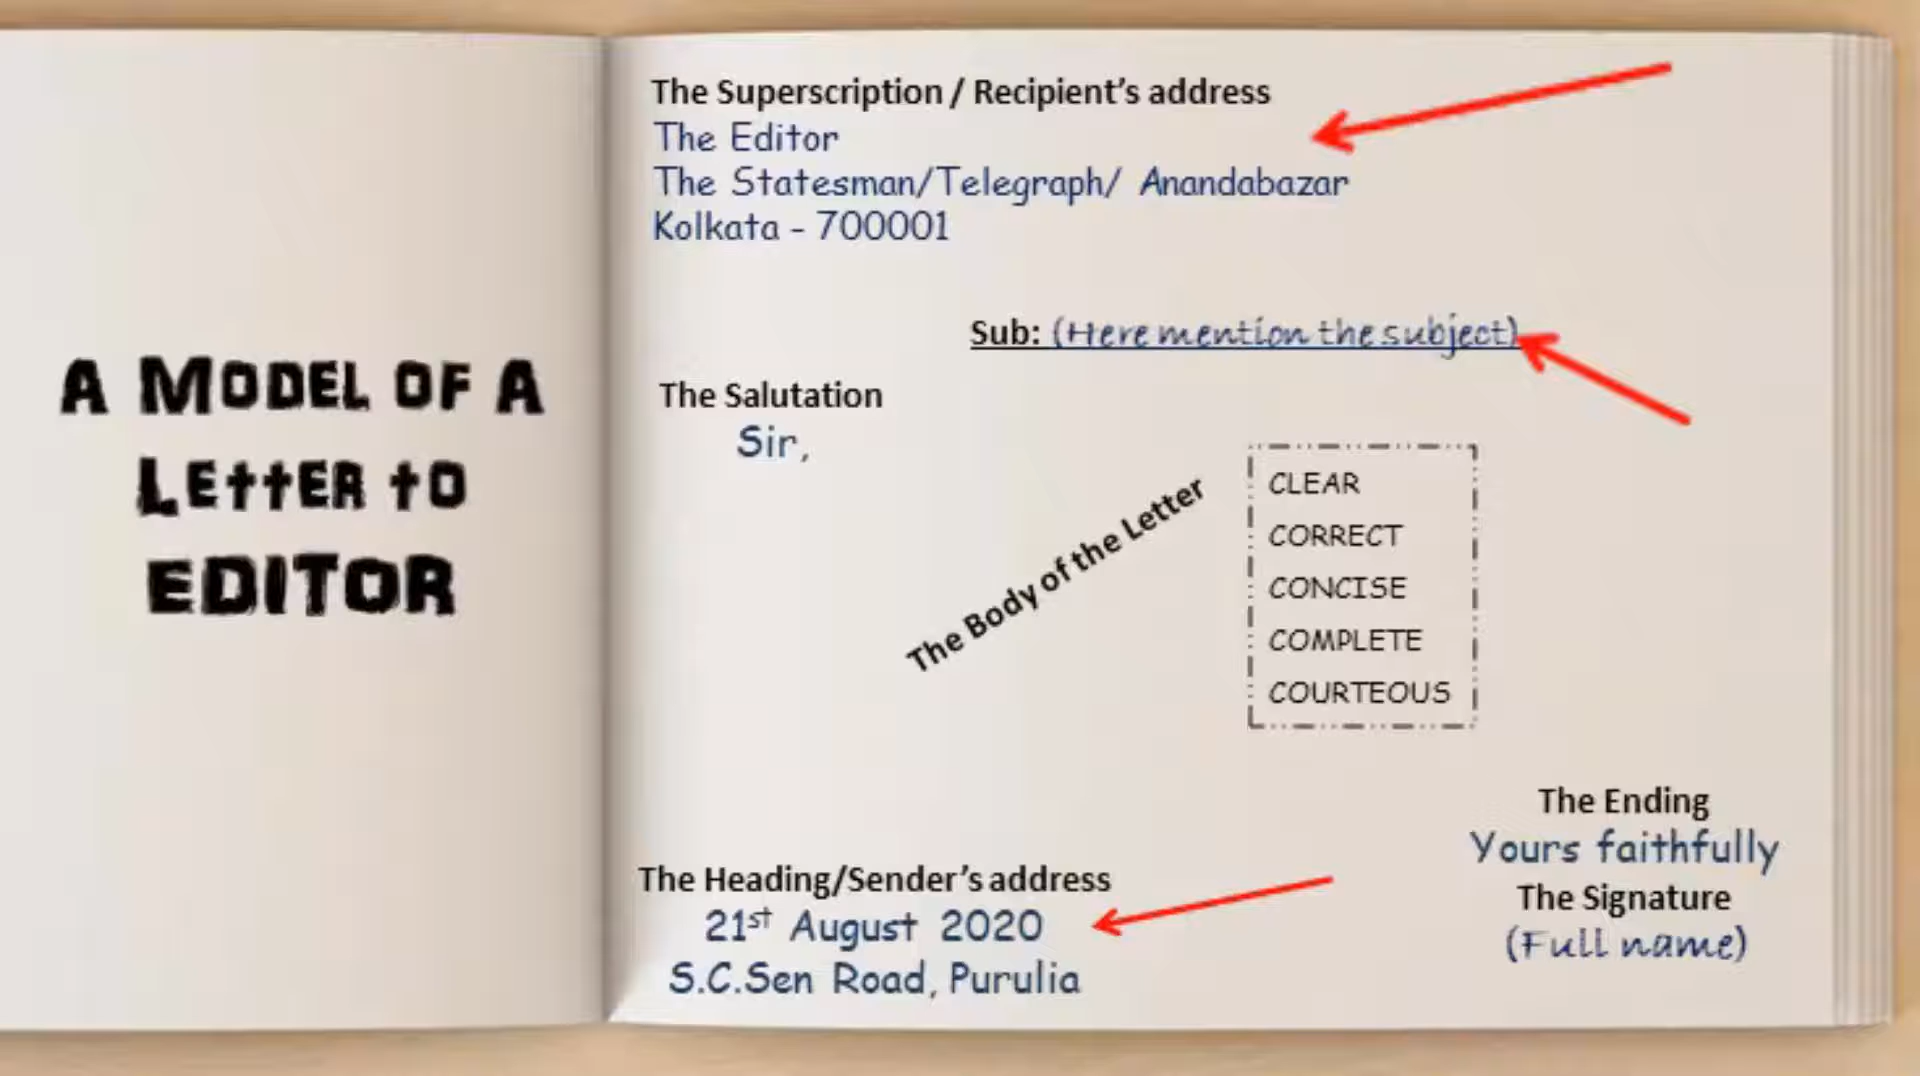 A MODEL OF A
LETTER TO
EDITOR
The Superscription / Recipient's address
The Editor
The Statesman/Telegraph/ Anandabazar
Kolkata - 700001
Sub: (Here mention the subject)
The Salutation
Sir,
The Body of the Letter
CLEAR
CORRECT
CONCISE
COMPLETE
COURTEOUS
The Ending
Yours faithfully
The Signature
(Full name)
The Heading/Sender's address
21st August 2020
S.C.Sen Road, Purulia